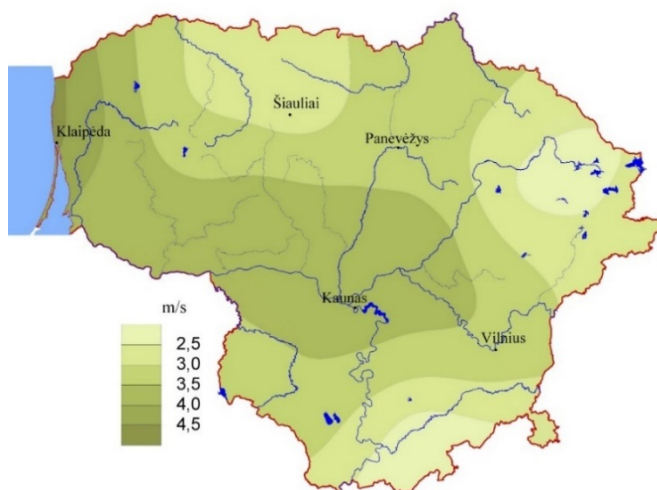 Šiauliai
Klaipėda
Panevėžys
Kaunas
Vilnius
m/s
2,5
3,0
3,5
4,0
4,5